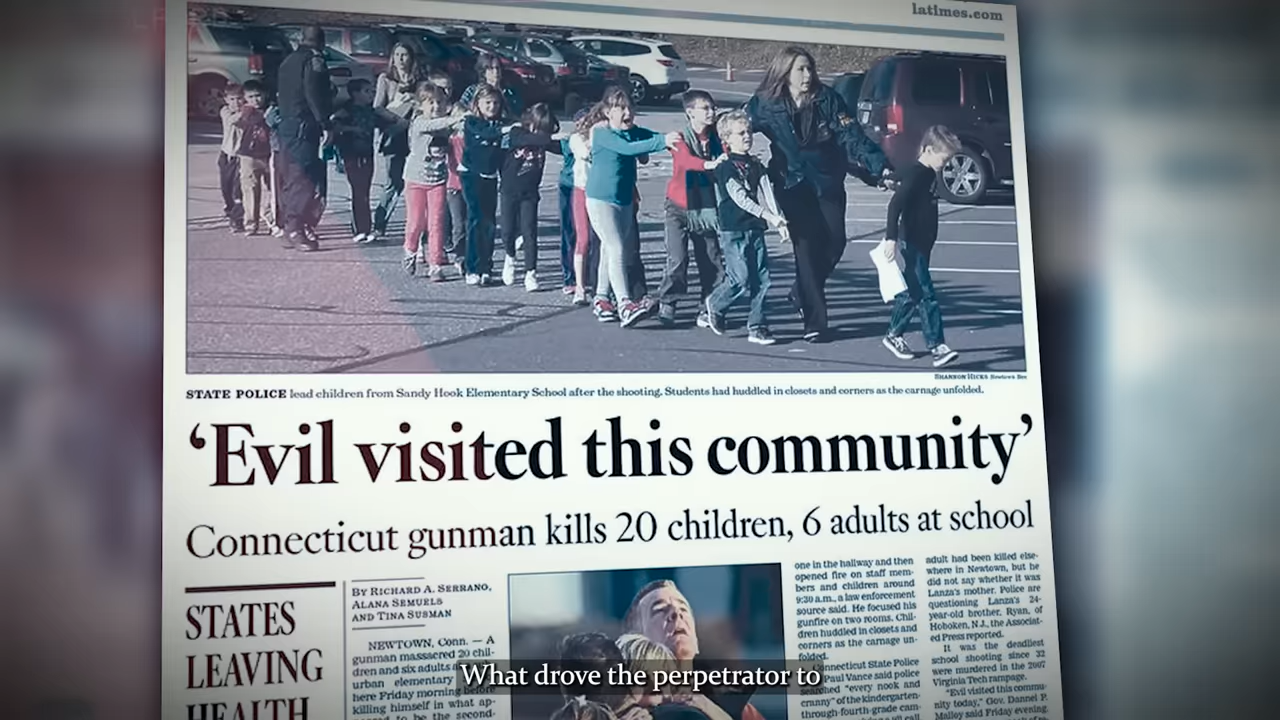 latimes.com
SHANNON HICKS Newtown Bee
STATE POLICE lead children from Sandy Hook Elementary School after the shooting. Students had huddled in closets and corners as the carnage unfolded.
‘Evil visited this community’
Connecticut gunman kills 20 children, 6 adults at school
STATES
LEAVING
HEALTH
BY RICHARD A. SERRANO,
ALANA SEMUELS
AND TINA SUSMAN
NEWTOWN, Conn. — A
gunman massacred 20 chil-
dren and six adults
urban elementary
here Friday morning before
killing himself in what ap-
to be the second-
one in the hallway and then
opened fire on staff mem-
bers and children around
9:30 a.m., a law enforcement
source said. He focused his
gunfire on two rooms. Chil-
dren huddled in closets and
corners as the carnage un-
folded.
Connecticut State Police
Paul Vance said police
searched “every nook and
cranny” of the kindergarten-
through-fourth-grade cam-
adult had been killed else-
where in Newtown, but he
did not say whether it was
Lanza's mother. Police are
questioning Lanza's 24-
year-old brother, Ryan, of
Hoboken, N.J., the Associat-
ed Press reported.
It was the deadliest
school shooting since 32
were murdered in the 2007
Virginia Tech rampage.
“Evil visited this commu-
nity today,” Gov. Dannel P.
Malloy said Friday evening.
What drove the perpetrator to